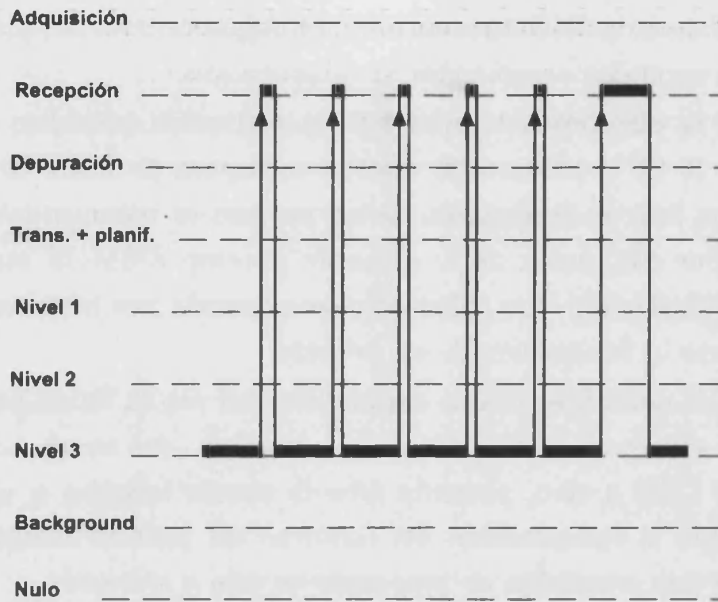 Adquisición
Recepción
Depuración
Trans. + planif.
Nivel 1
Nivel 2
Nivel 3
Background
Nulo